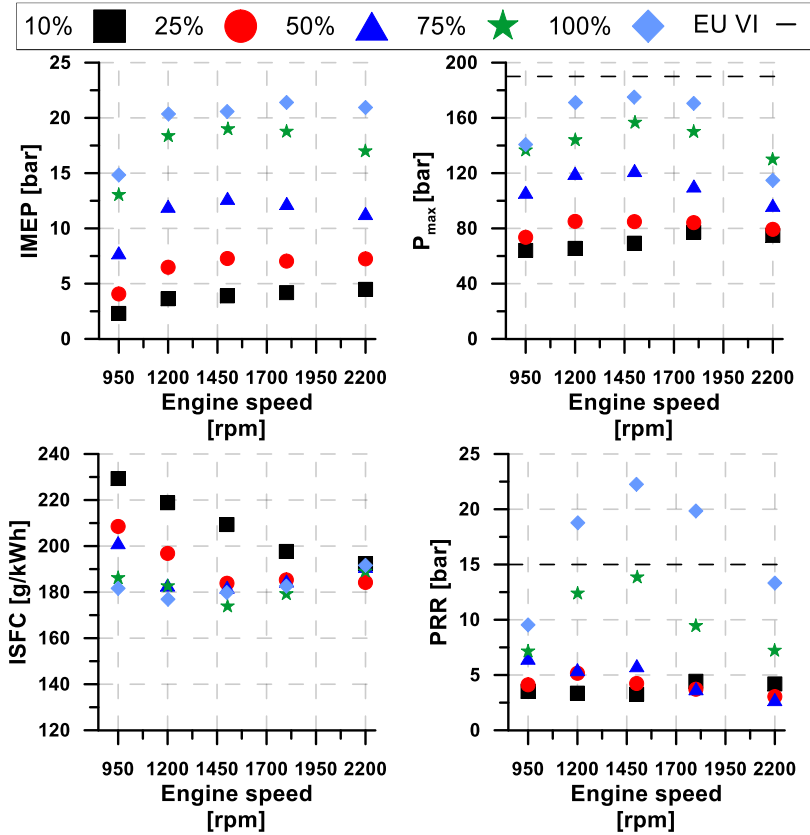 10% 25% 50% 75% 100% EU VI
25
20
15
10
5
0
IMEP [bar]
950 1200 1450 1700 1950 2200
Engine speed
[rpm]
200
160
120
80
40
0
Pmax [bar]
950 1200 1450 1700 1950 2200
Engine speed
[rpm]
240
220
200
180
160
140
120
ISFC [g/kWh]
950 1200 1450 1700 1950 2200
Engine speed
[rpm]
25
20
15
10
5
0
PRR [bar]
950 1200 1450 1700 1950 2200
Engine speed
[rpm]